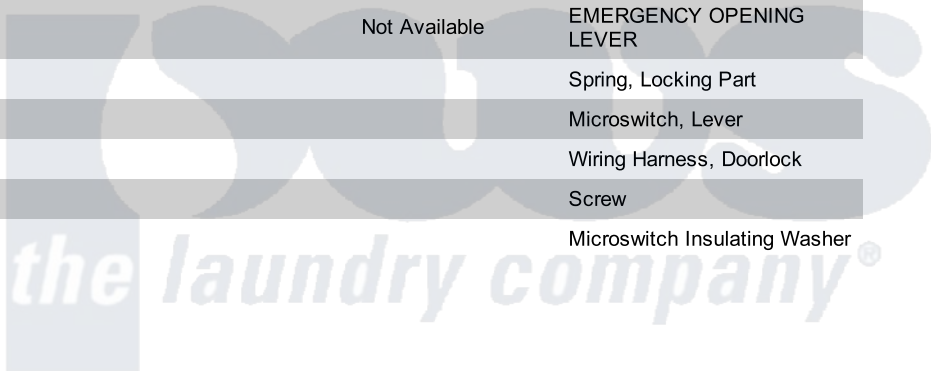 Not Available EMERGENCY OPENING
LEVER
Spring, Locking Part
Microswitch, Lever
Wiring Harness, Doorlock
Screw
Microswitch Insulating Washer
the laundry company®